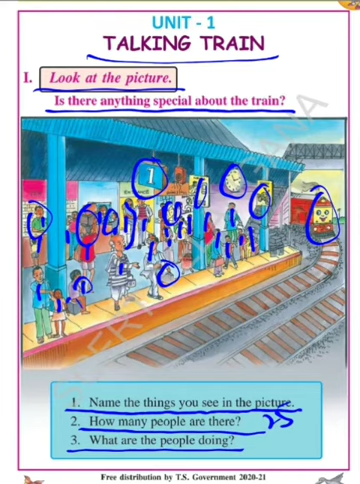 UNIT - 1
TALKING TRAIN
I. Look at the picture.
Is there anything special about the train?
1
1. Name the things you see in the picture.
2. How many people are there? 25
3. What are the people doing?
Free distribution by T.S. Government 2020-21